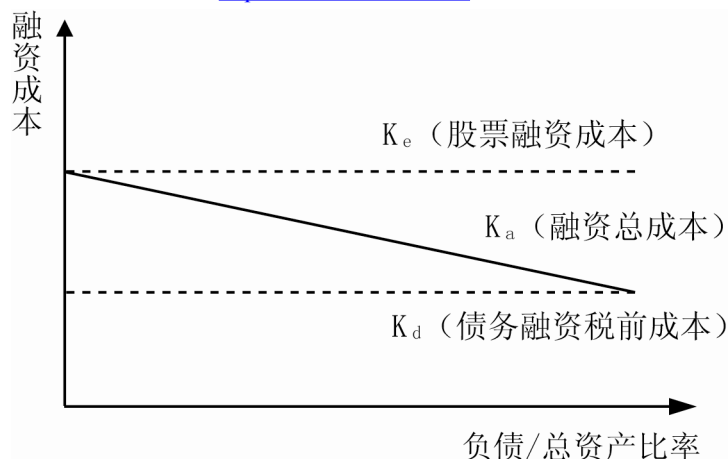 融资成本
Kₑ（股票融资成本）
Kₐ（融资总成本）
K_d（债务融资税前成本）
负债/总资产比率